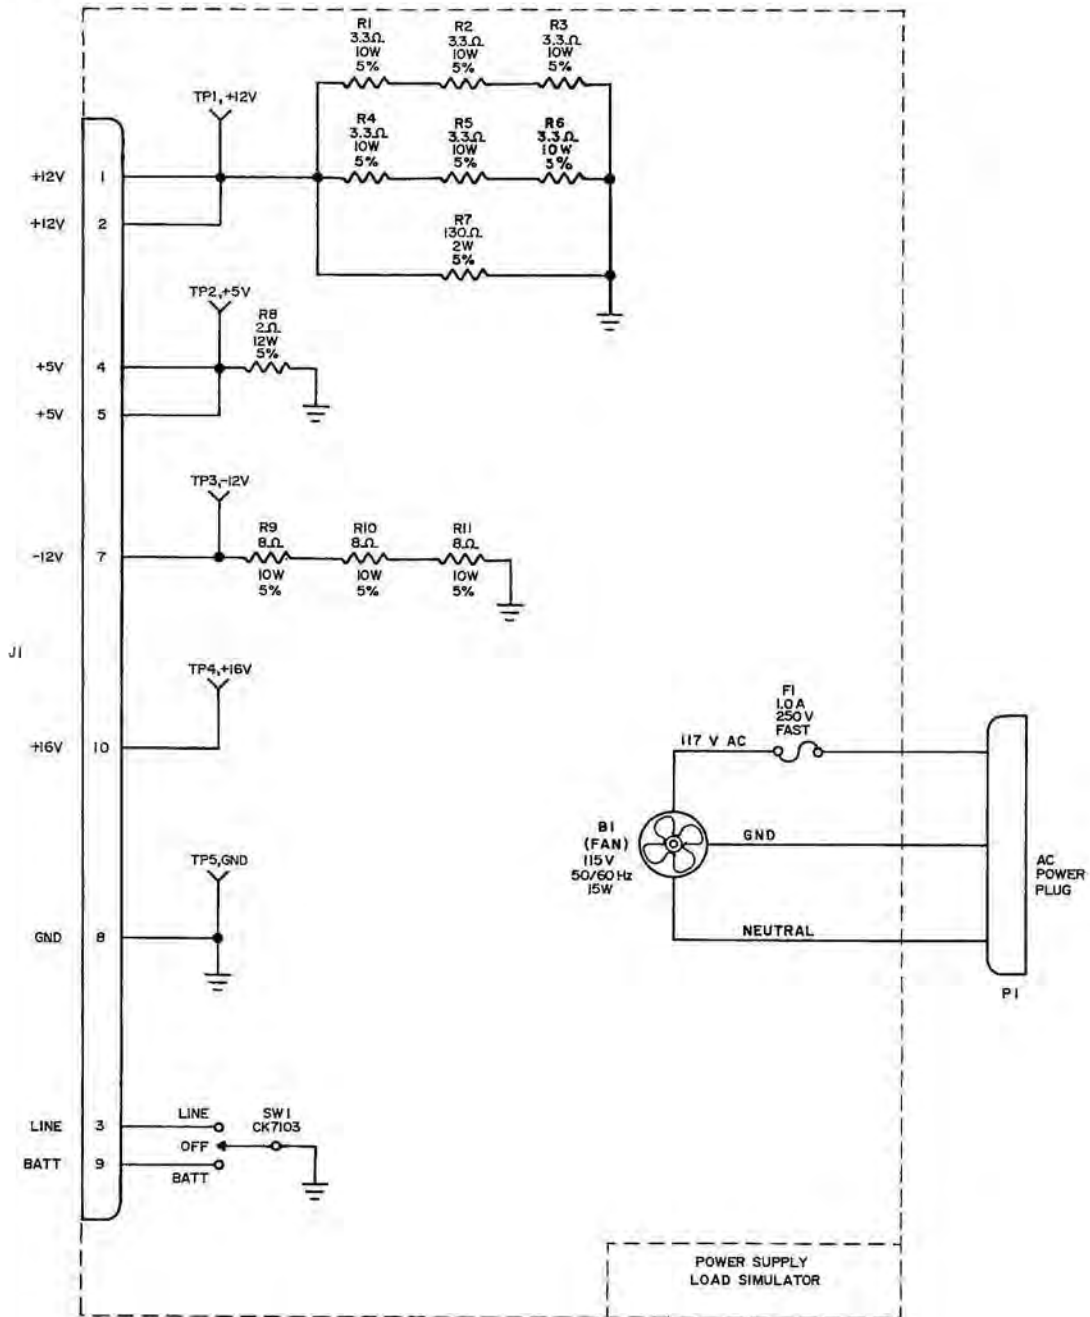 R1
3.3Ω
10W
5%
R2
3.3Ω
10W
5%
R3
3.3Ω
10W
5%
TP1,+12V
R4
3.3Ω
10W
5%
R5
3.3Ω
10W
5%
R6
3.3Ω
10W
5%
+12V 1
+12V 2
R7
130Ω
2W
5%
TP2,+5V
R8
2Ω
12W
5%
+5V 4
+5V 5
TP3,-12V
R9
8Ω
10W
5%
R10
8Ω
10W
5%
R11
8Ω
10W
5%
-12V 7
J1
TP4,+16V
+16V 10
F1
1.0A
250V
FAST
117 V AC
B1
(FAN)
115V
50/60Hz
15W
GND
NEUTRAL
AC
POWER
PLUG
P1
TP5,GND
GND 8
LINE 3 LINE
OFF
BATT 9 BATT
SW1
CK7103
POWER SUPPLY
LOAD SIMULATOR